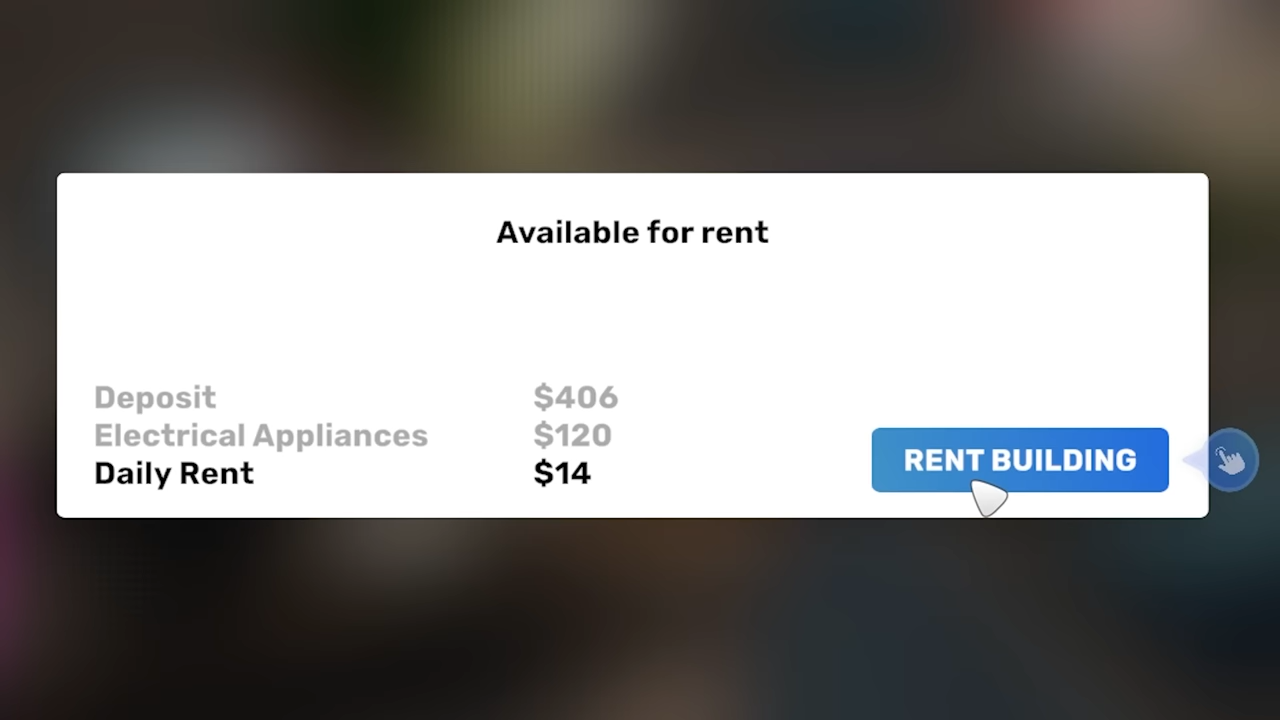 Available for rent
Deposit $406
Electrical Appliances $120
Daily Rent $14
RENT BUILDING